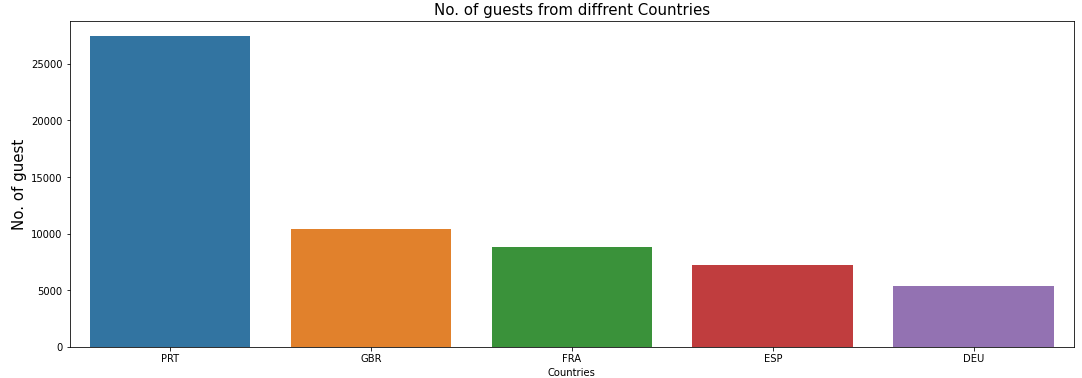 No. of guests from diffrent Countries
No. of guest
25000
20000
15000
10000
5000
0
PRT GBR FRA ESP DEU
Countries